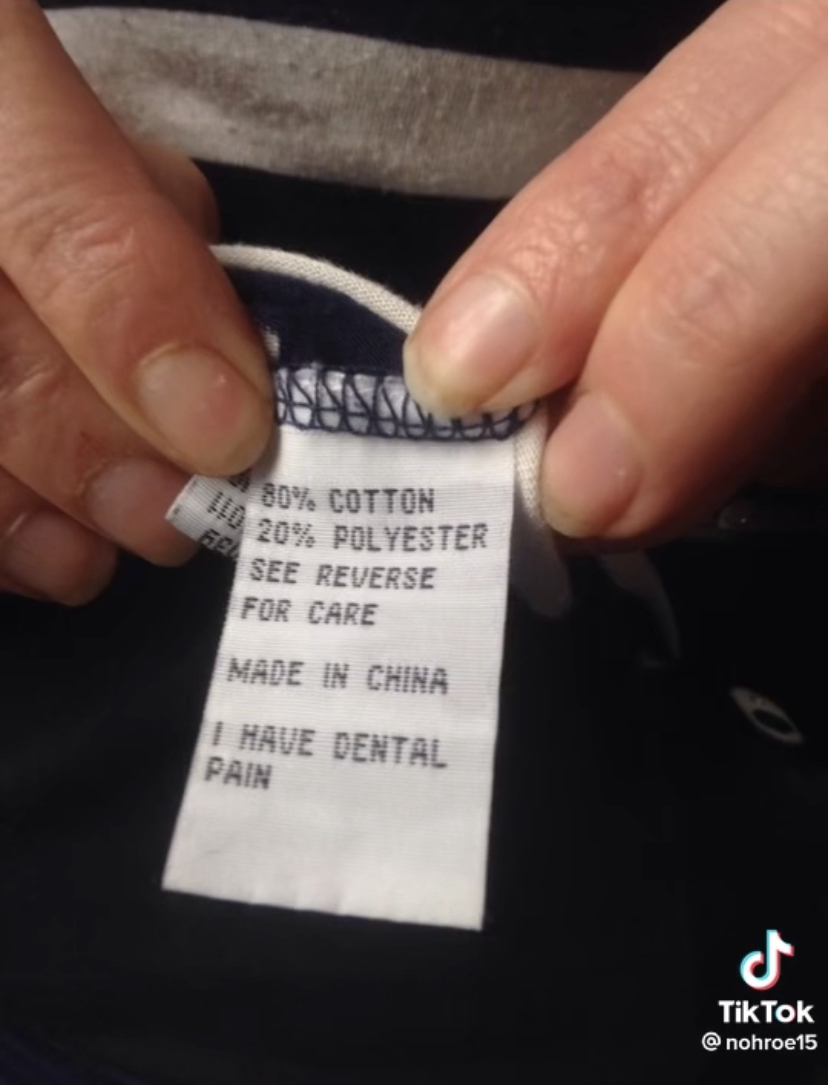 80% COTTON
20% POLYESTER
SEE REVERSE
FOR CARE
MADE IN CHINA
I HAVE DENTAL
PAIN
TikTok
@nohroe15